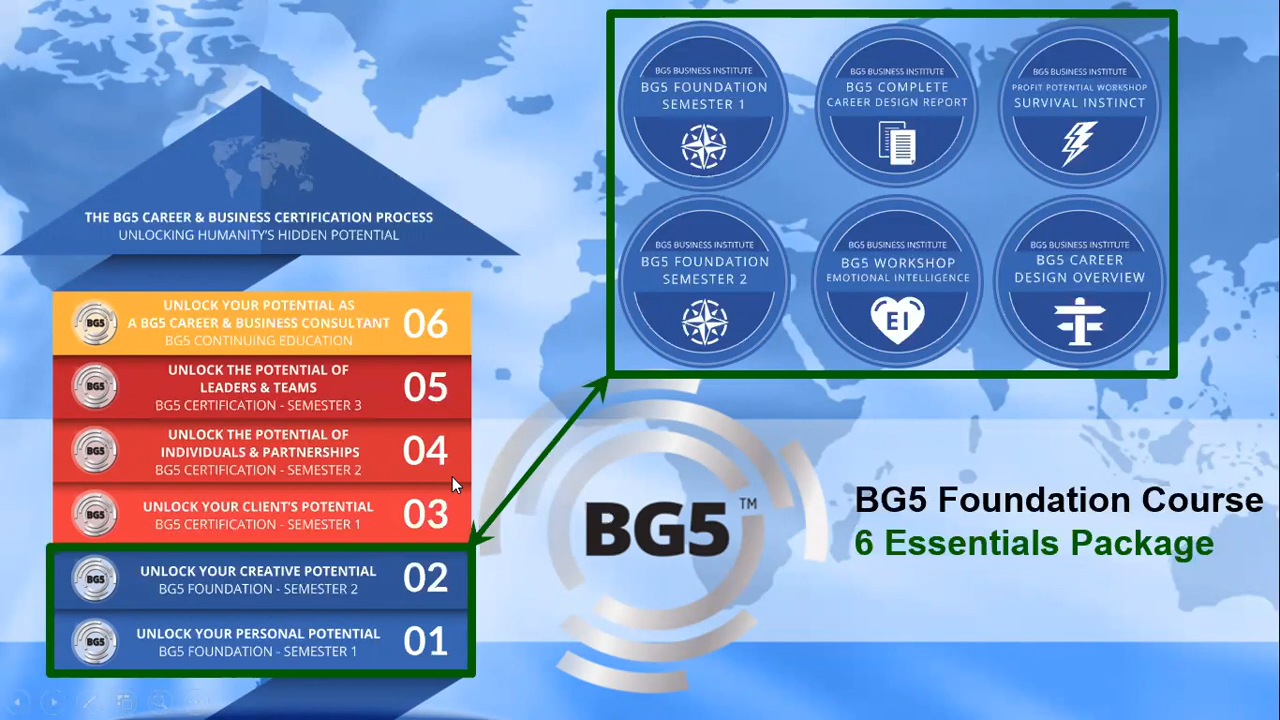 THE BG5 CAREER & BUSINESS CERTIFICATION PROCESS
UNLOCKING HUMANITY'S HIDDEN POTENTIAL
BG5
UNLOCK YOUR POTENTIAL AS
A BG5 CAREER & BUSINESS CONSULTANT
BG5 CONTINUING EDUCATION
06
BG5
UNLOCK THE POTENTIAL OF
LEADERS & TEAMS
BG5 CERTIFICATION - SEMESTER 3
05
BG5
UNLOCK THE POTENTIAL OF
INDIVIDUALS & PARTNERSHIPS
BG5 CERTIFICATION - SEMESTER 2
04
BG5
UNLOCK YOUR CLIENT'S POTENTIAL
BG5 CERTIFICATION - SEMESTER 1
03
BG5
UNLOCK YOUR CREATIVE POTENTIAL
BG5 FOUNDATION - SEMESTER 2
02
BG5
UNLOCK YOUR PERSONAL POTENTIAL
BG5 FOUNDATION - SEMESTER 1
01
BG5 BUSINESS INSTITUTE
BG5 FOUNDATION
SEMESTER 1
BG5 BUSINESS INSTITUTE
BG5 COMPLETE
CAREER DESIGN REPORT
BG5 BUSINESS INSTITUTE
PROFIT POTENTIAL WORKSHOP
SURVIVAL INSTINCT
BG5 BUSINESS INSTITUTE
BG5 FOUNDATION
SEMESTER 2
BG5 BUSINESS INSTITUTE
BG5 WORKSHOP
EMOTIONAL INTELLIGENCE
EI
BG5 BUSINESS INSTITUTE
BG5 CAREER
DESIGN OVERVIEW
BG5™
BG5 Foundation Course
6 Essentials Package